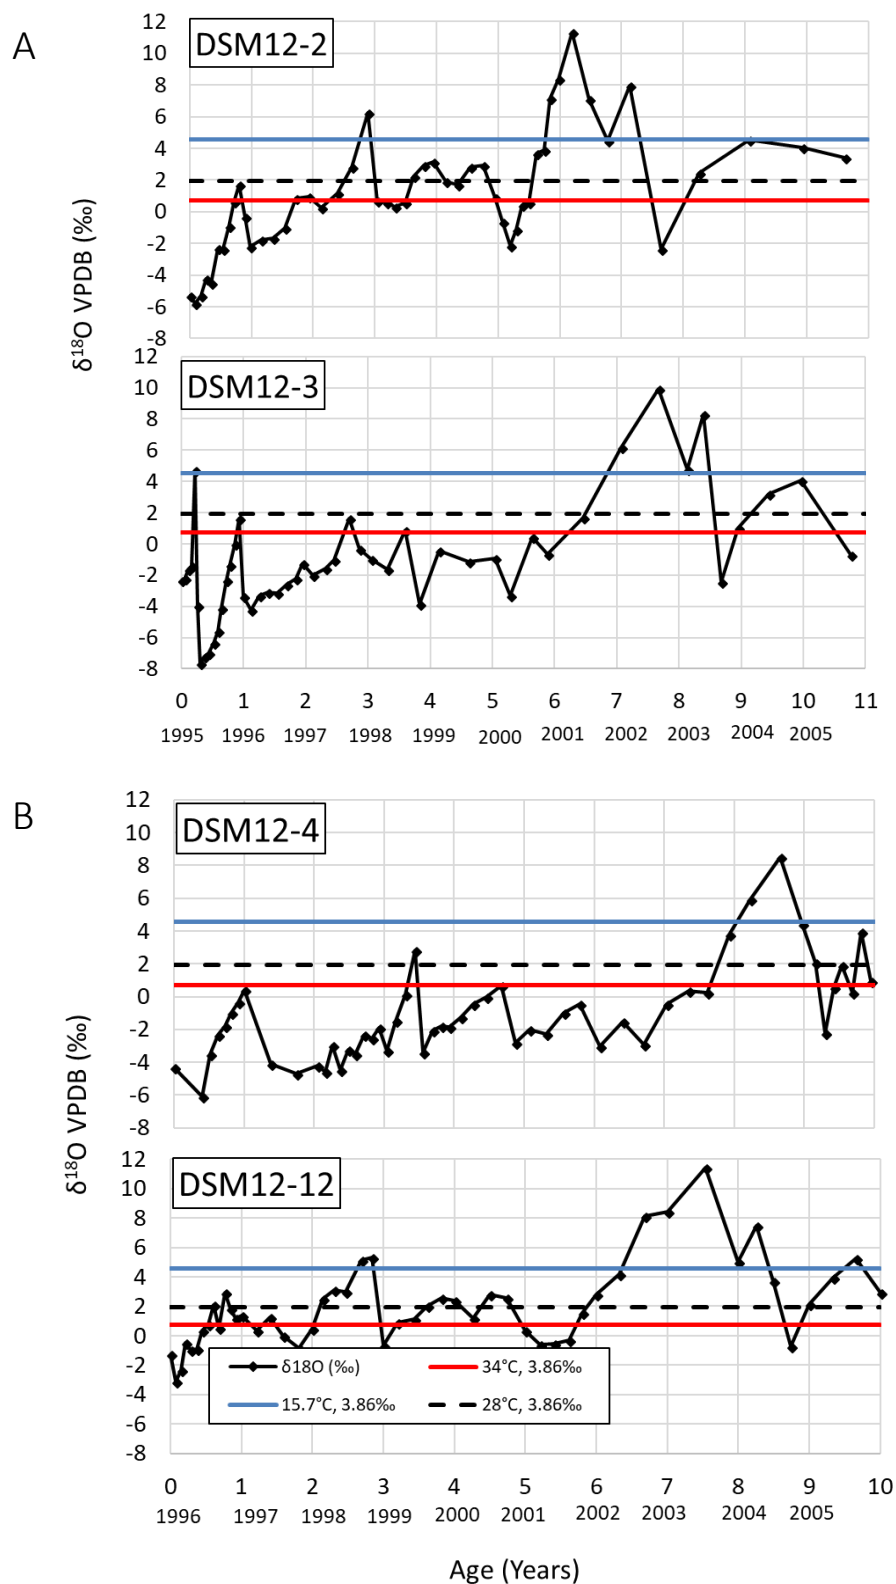 A
DSM12-2
12
10
8
6
4
2
0
-2
-4
-6
-8
δ18O VPDB (‰)
DSM12-3
12
10
8
6
4
2
0
-2
-4
-6
-8
0 1 2 3 4 5 6 7 8 9 10 11
1995 1996 1997 1998 1999 2000 2001 2002 2003 2004 2005
B
DSM12-4
12
10
8
6
4
2
0
-2
-4
-6
-8
δ18O VPDB (‰)
DSM12-12
12
10
8
6
4
2
0
-2
-4
-6
-8
δ18O (‰) 34°C, 3.86‰
15.7°C, 3.86‰ 28°C, 3.86‰
0 1 2 3 4 5 6 7 8 9 10
1996 1997 1998 1999 2000 2001 2002 2003 2004 2005
Age (Years)